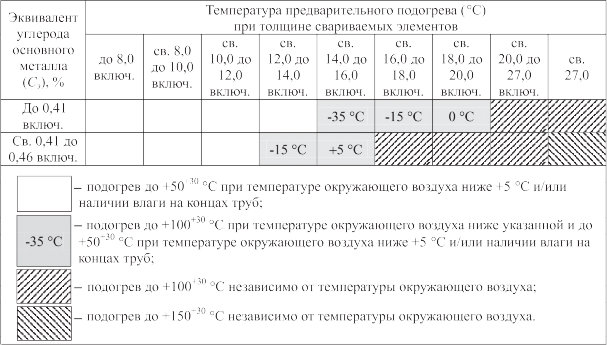 Эквивалент углерода основного металла (Cэ), %
Температура предварительного подогрева (°C) при толщине свариваемых элементов
до 8,0 включ.
св. 8,0 до 10,0 включ.
св. 10,0 до 12,0 включ.
св. 12,0 до 14,0 включ.
св. 14,0 до 16,0 включ.
св. 16,0 до 18,0 включ.
св. 18,0 до 20,0 включ.
св. 20,0 до 27,0 включ.
св. 27,0
До 0,41 включ.
-35 °C
-15 °C
0 °C
Св. 0,41 до 0,46 включ.
-15 °C
+5 °C
– подогрев до +50⁺³⁰ °C при температуре окружающего воздуха ниже +5 °C и/или
наличии влаги на концах труб;
-35 °C
– подогрев до +100⁺³⁰ °C при температуре окружающего воздуха ниже указанной и до
+50⁺³⁰ °C при температуре окружающего воздуха ниже +5 °C и/или наличии влаги на
концах труб;
– подогрев до +100⁺³⁰ °C независимо от температуры окружающего воздуха;
– подогрев до +150⁺³⁰ °C независимо от температуры окружающего воздуха.